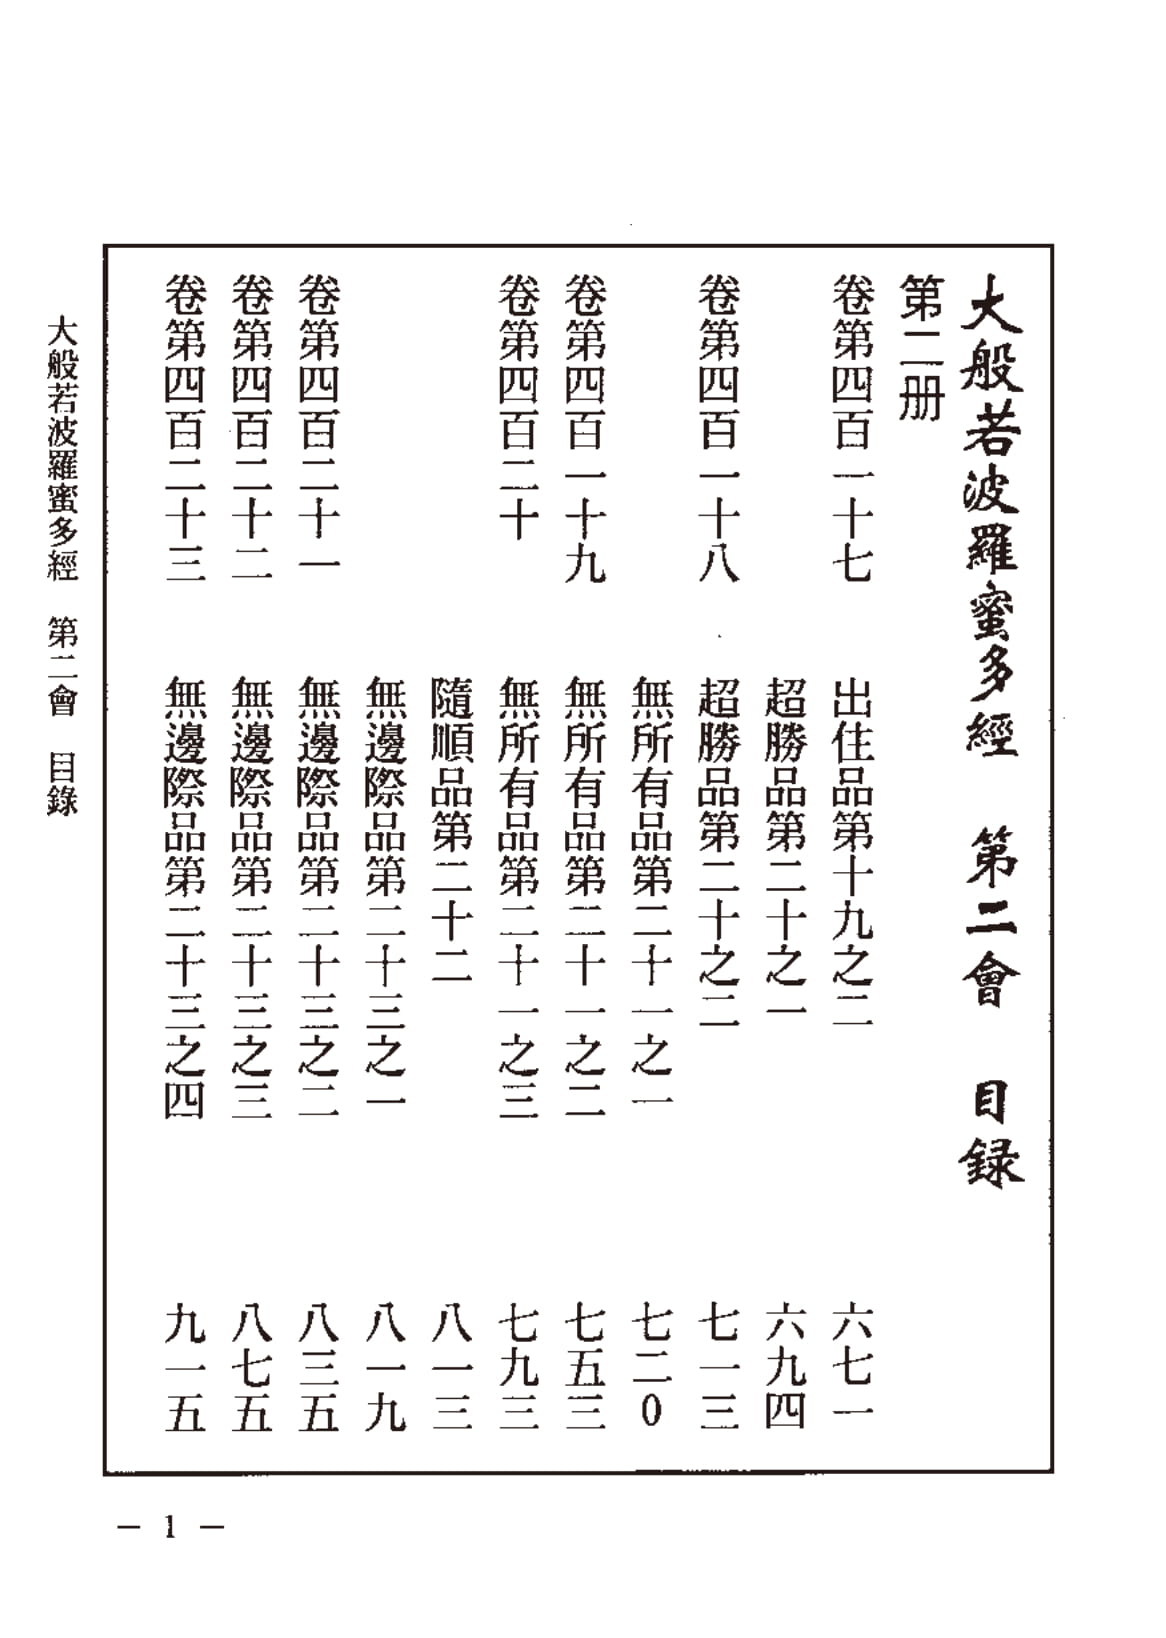 大般若波羅蜜多經　第二會　目錄
第二册
卷第四百一十七　出住品第十九之二　六七一
超勝品第二十之一　六九四
卷第四百一十八　超勝品第二十之二　七一三
無所有品第二十一之一　七二0
卷第四百一十九　無所有品第二十一之二　七五三
卷第四百二十　無所有品第二十一之三　七九三
隨順品第二十二　八一三
無邊際品第二十三之一　八一九
卷第四百二十一　無邊際品第二十三之二　八三五
卷第四百二十二　無邊際品第二十三之三　八七五
卷第四百二十三　無邊際品第二十三之四　九一五
大般若波羅蜜多經　第二會　目錄
— 1 —